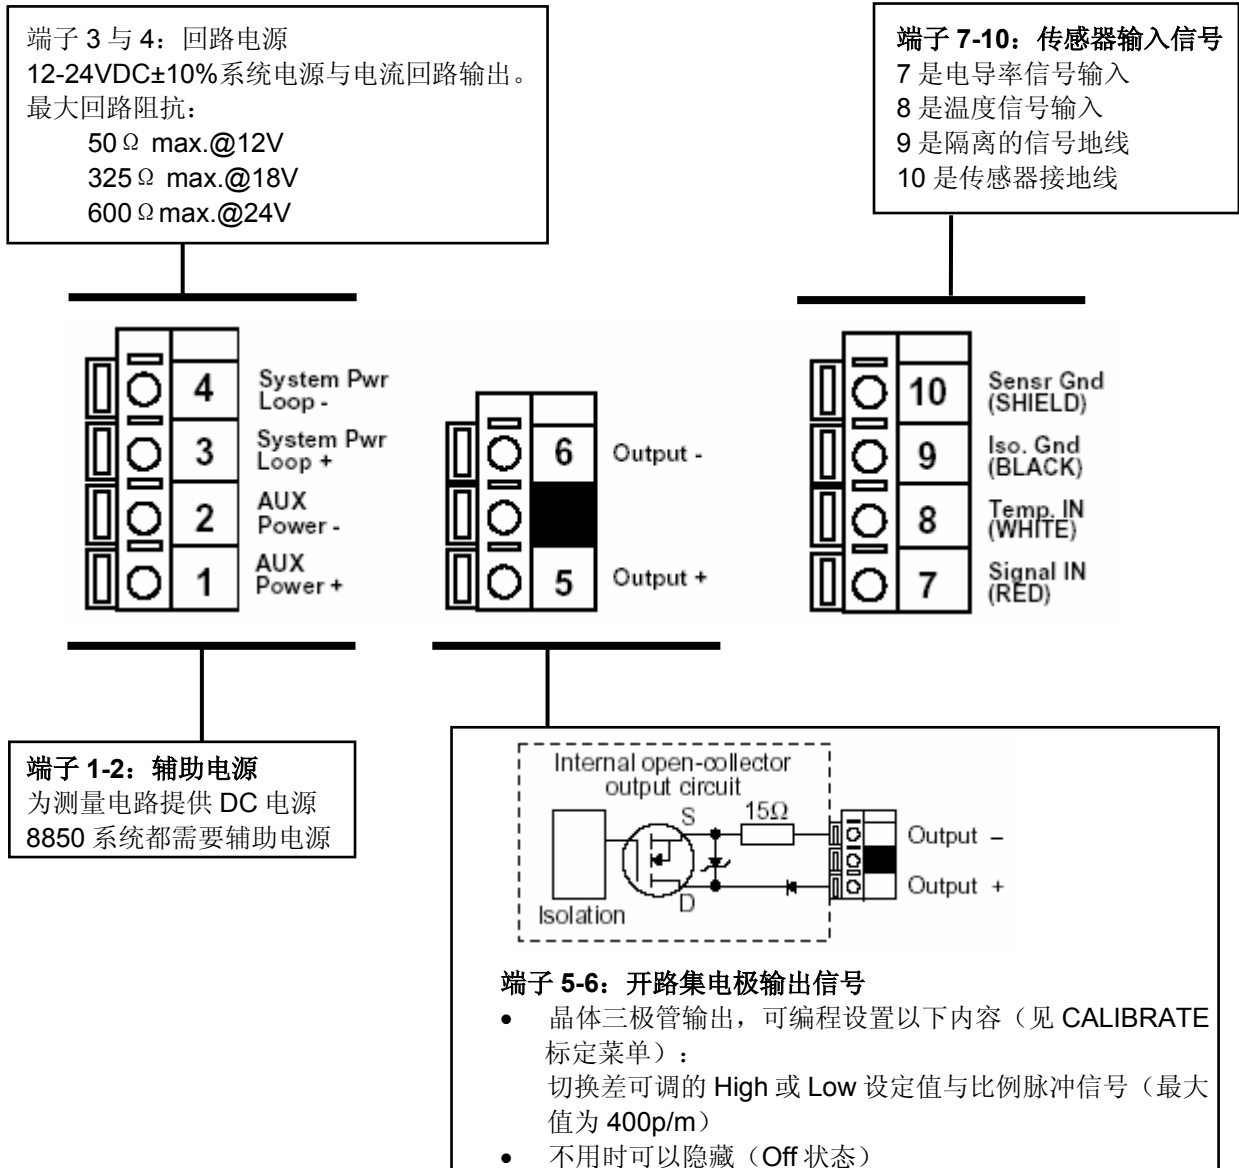 端子 3 与 4：回路电源
12-24VDC±10%系统电源与电流回路输出。
最大回路阻抗：
50Ω max.@12V
325Ω max.@18V
600Ωmax.@24V
端子 7-10：传感器输入信号
7 是电导率信号输入
8 是温度信号输入
9 是隔离的信号地线
10 是传感器接地线
4 System Pwr
Loop -
3 System Pwr
Loop +
2 AUX
Power -
1 AUX
Power +
6 Output -
5 Output +
10 Sensr Gnd
(SHIELD)
9 Iso. Gnd
(BLACK)
8 Temp. IN
(WHITE)
7 Signal IN
(RED)
端子 1-2：辅助电源
为测量电路提供 DC 电源
8850 系统都需要辅助电源
Internal open-collector
output circuit
S
15Ω
D
Isolation
Output –
Output +
端子 5-6：开路集电极输出信号
• 晶体三极管输出，可编程设置以下内容（见 CALIBRATE
标定菜单）：
切换差可调的 High 或 Low 设定值与比例脉冲信号（最大
值为 400p/m）
• 不用时可以隐藏（Off 状态）